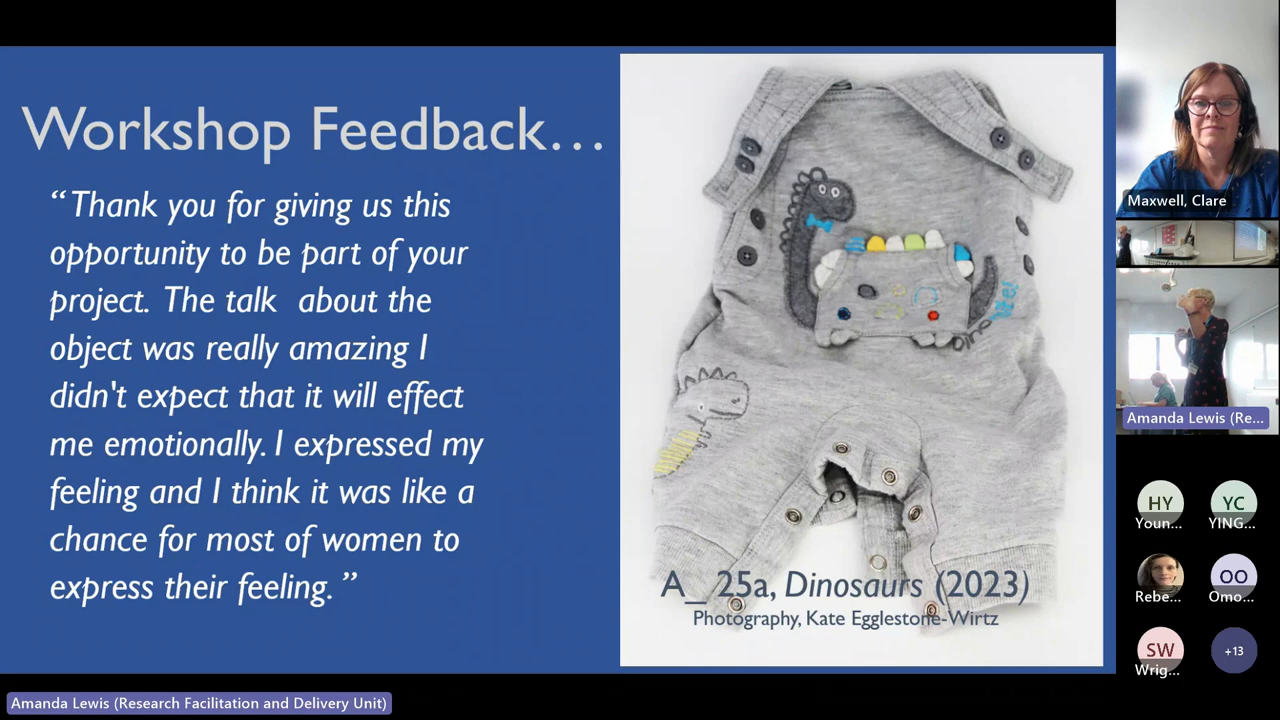 Workshop Feedback…
“Thank you for giving us this
opportunity to be part of your
project. The talk about the
object was really amazing I
didn't expect that it will effect
me emotionally. I expressed my
feeling and I think it was like a
chance for most of women to
express their feeling.”
A_ 25a, Dinosaurs (2023)
Photography, Kate Egglestone-Wirtz
Maxwell, Clare
Amanda Lewis (Re...
HY
Youn...
YC
YING...
Rebe...
OO
Omo...
SW
Wrig...
+13
Amanda Lewis (Research Facilitation and Delivery Unit)